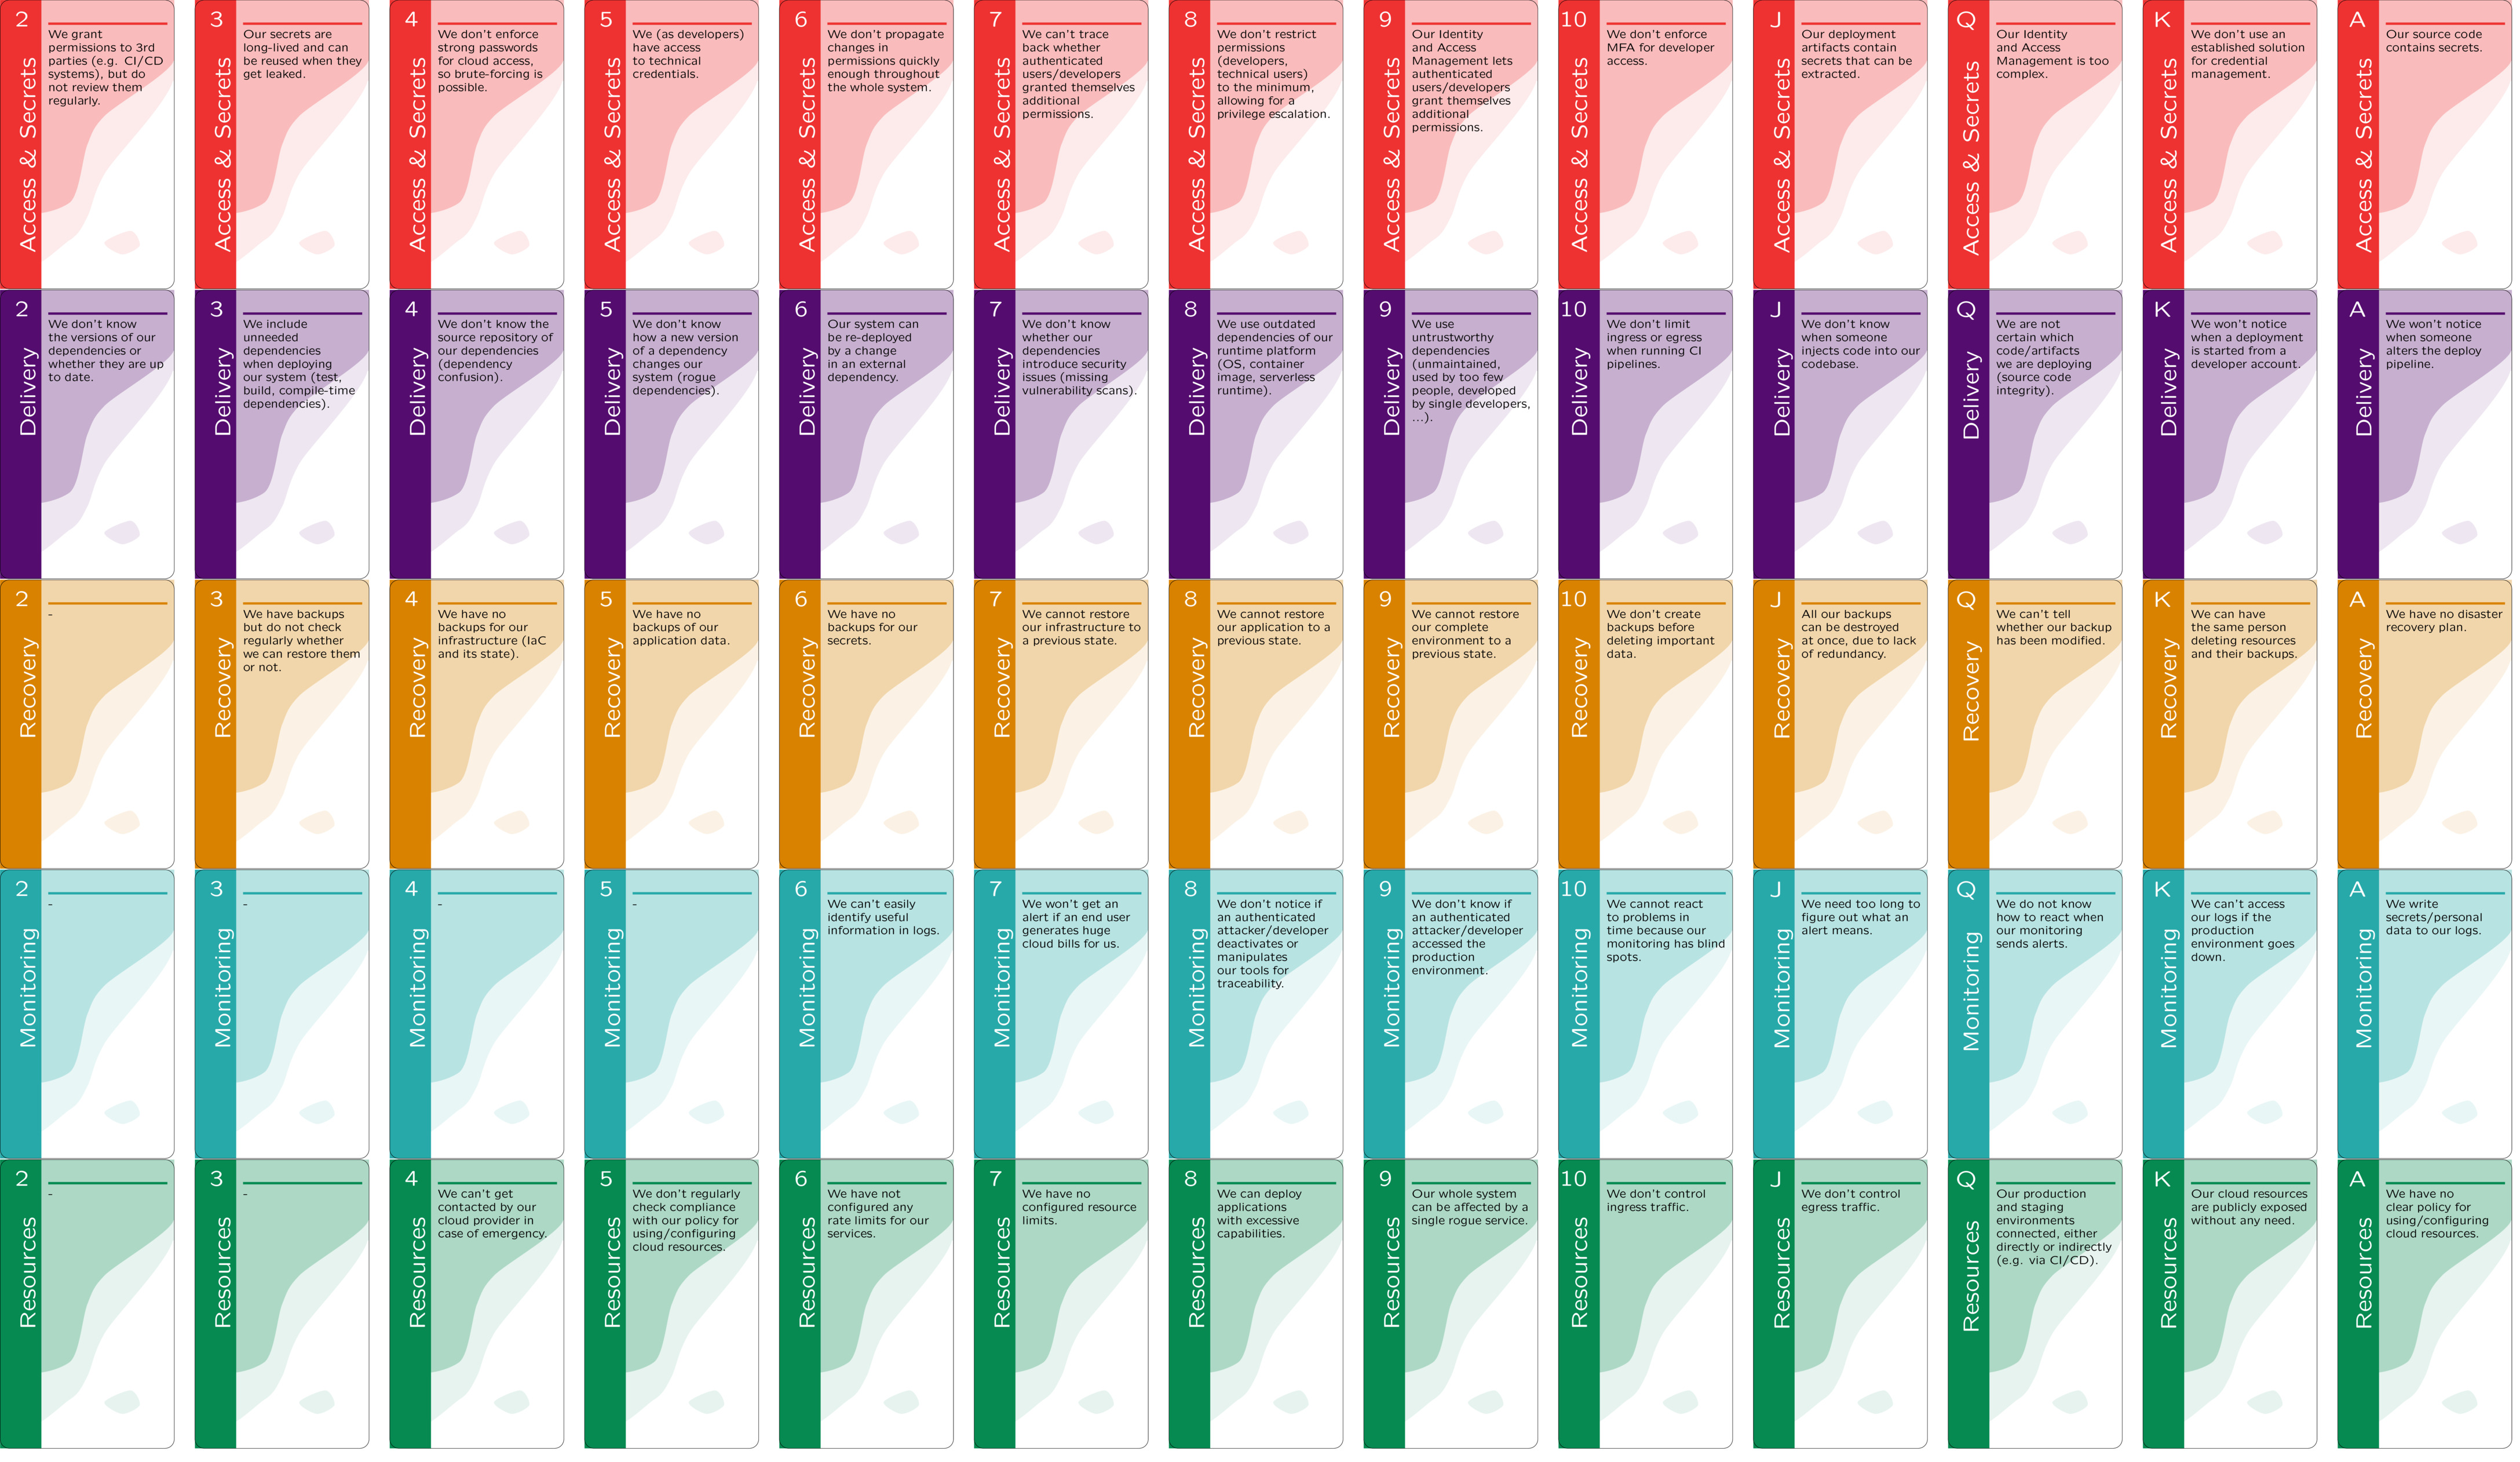 2
Access & Secrets
We grant
permissions to 3rd
parties (e.g. CI/CD
systems), but do
not review them
regularly.
3
Access & Secrets
Our secrets are
long-lived and can
be reused when they
get leaked.
4
Access & Secrets
We don't enforce
strong passwords
for cloud access,
so brute-forcing is
possible.
5
Access & Secrets
We (as developers)
have access
to technical
credentials.
6
Access & Secrets
We don't propagate
changes in
permissions quickly
enough throughout
the whole system.
7
Access & Secrets
We can't trace
back whether
authenticated
users/developers
granted themselves
additional
permissions.
8
Access & Secrets
We don't restrict
permissions
(developers,
technical users)
to the minimum,
allowing for a
privilege escalation.
9
Access & Secrets
Our Identity
and Access
Management lets
authenticated
users/developers
grant themselves
additional
permissions.
10
Access & Secrets
We don't enforce
MFA for developer
access.
J
Access & Secrets
Our deployment
artifacts contain
secrets that can be
extracted.
Q
Access & Secrets
Our Identity
and Access
Management is too
complex.
K
Access & Secrets
We don't use an
established solution
for credential
management.
A
Access & Secrets
Our source code
contains secrets.
2
Delivery
We don't know
the versions of our
dependencies or
whether they are up
to date.
3
Delivery
We include
unneeded
dependencies
when deploying
our system (test,
build, compile-time
dependencies).
4
Delivery
We don't know the
source repository of
our dependencies
(dependency
confusion).
5
Delivery
We don't know
how a new version
of a dependency
changes our
system (rogue
dependencies).
6
Delivery
Our system can
be re-deployed
by a change
in an external
dependency.
7
Delivery
We don't know
whether our
dependencies
introduce security
issues (missing
vulnerability scans).
8
Delivery
We use outdated
dependencies of our
runtime platform
(OS, container
image, serverless
runtime).
9
Delivery
We use
untrustworthy
dependencies
(unmaintained,
used by too few
people, developed
by single developers,
...).
10
Delivery
We don't limit
ingress or egress
when running CI
pipelines.
J
Delivery
We don't know
when someone
injects code into our
codebase.
Q
Delivery
We are not
certain which
code/artifacts
we are deploying
(source code
integrity).
K
Delivery
We won't notice
when a deployment
is started from a
developer account.
A
Delivery
We won't notice
when someone
alters the deploy
pipeline.
2
Recovery
-
3
Recovery
We have backups
but do not check
regularly whether
we can restore them
or not.
4
Recovery
We have no
backups for our
infrastructure (IaC
and its state).
5
Recovery
We have no
backups of our
application data.
6
Recovery
We have no
backups for our
secrets.
7
Recovery
We cannot restore
our infrastructure to
a previous state.
8
Recovery
We cannot restore
our application to a
previous state.
9
Recovery
We cannot restore
our complete
environment to a
previous state.
10
Recovery
We don't create
backups before
deleting important
data.
J
Recovery
All our backups
can be destroyed
at once, due to lack
of redundancy.
Q
Recovery
We can't tell
whether our backup
has been modified.
K
Recovery
We can have
the same person
deleting resources
and their backups.
A
Recovery
We have no disaster
recovery plan.
2
Monitoring
-
3
Monitoring
-
4
Monitoring
-
5
Monitoring
-
6
Monitoring
We can't easily
identify useful
information in logs.
7
Monitoring
We won't get an
alert if an end user
generates huge
cloud bills for us.
8
Monitoring
We don't notice if
an authenticated
attacker/developer
deactivates or
manipulates
our tools for
traceability.
9
Monitoring
We don't know if
an authenticated
attacker/developer
accessed the
production
environment.
10
Monitoring
We cannot react
to problems in
time because our
monitoring has blind
spots.
J
Monitoring
We need too long to
figure out what an
alert means.
Q
Monitoring
We do not know
how to react when
our monitoring
sends alerts.
K
Monitoring
We can't access
our logs if the
production
environment goes
down.
A
Monitoring
We write
secrets/personal
data to our logs.
2
Resources
-
3
Resources
-
4
Resources
We can't get
contacted by our
cloud provider in
case of emergency.
5
Resources
We don't regularly
check compliance
with our policy for
using/configuring
cloud resources.
6
Resources
We have not
configured any
rate limits for our
services.
7
Resources
We have no
configured resource
limits.
8
Resources
We can deploy
applications
with excessive
capabilities.
9
Resources
Our whole system
can be affected by a
single rogue service.
10
Resources
We don't control
ingress traffic.
J
Resources
We don't control
egress traffic.
Q
Resources
Our production
and staging
environments
connected, either
directly or indirectly
(e.g. via CI/CD).
K
Resources
Our cloud resources
are publicly exposed
without any need.
A
Resources
We have no
clear policy for
using/configuring
cloud resources.